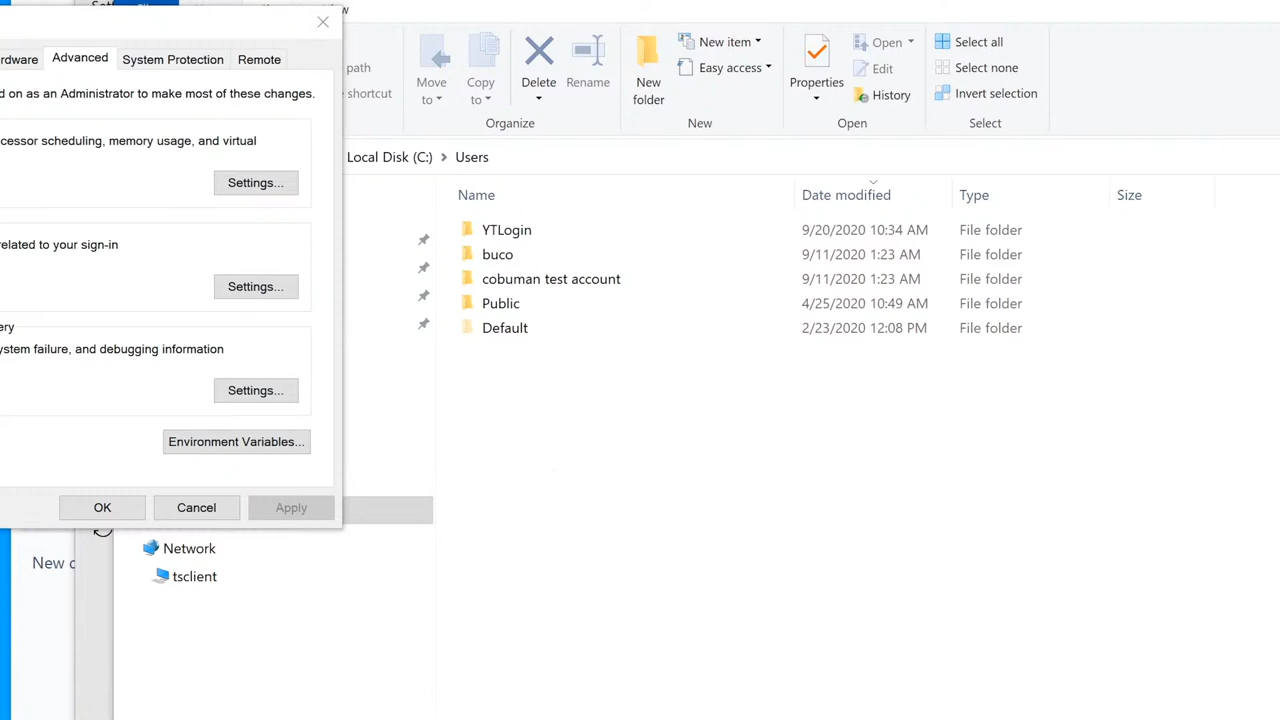 rdware
Advanced
System Protection
Remote
d on as an Administrator to make most of these changes.
cessor scheduling, memory usage, and virtual
Settings...
related to your sign-in
Settings...
ery
ystem failure, and debugging information
Settings...
Environment Variables...
OK
Cancel
Apply
New c
path
shortcut
Move to
Copy to
Delete
Rename
Organize
New folder
New item
Easy access
New
Properties
Open
Edit
History
Open
Select all
Select none
Invert selection
Select
Local Disk (C:) > Users
Name Date modified Type Size
YTLogin 9/20/2020 10:34 AM File folder
buco 9/11/2020 1:23 AM File folder
cobuman test account 9/11/2020 1:23 AM File folder
Public 4/25/2020 10:49 AM File folder
Default 2/23/2020 12:08 PM File folder
Network
tsclient